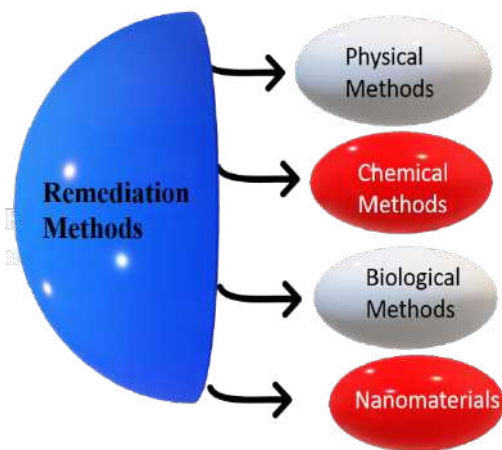 Physical
Methods
Chemical
Methods
Remediation
Methods
Biological
Methods
Nanomaterials